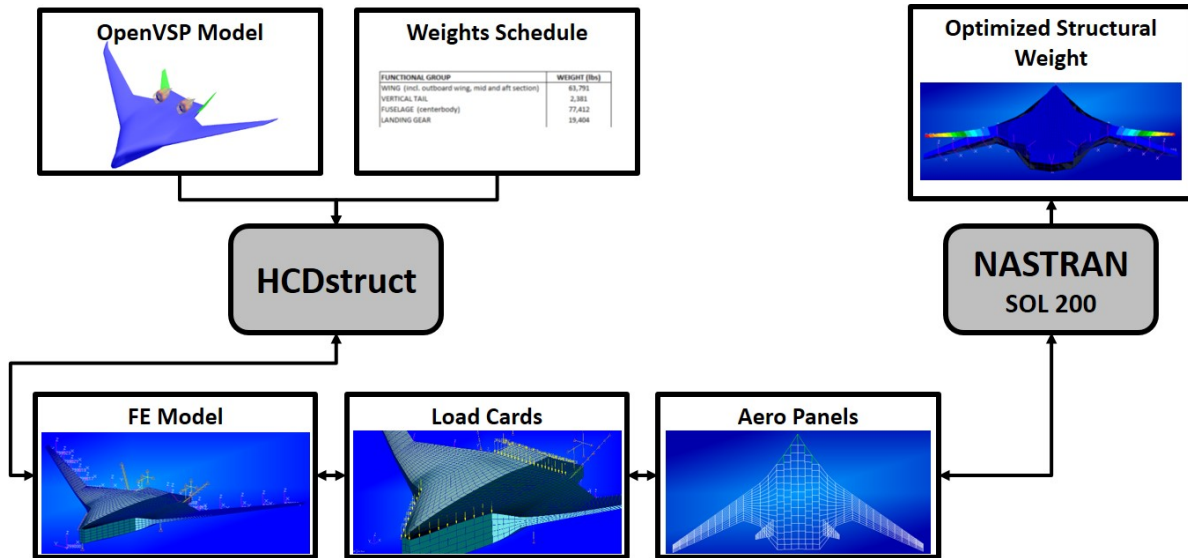 OpenVSP Model
Weights Schedule
FUNCTIONAL GROUP WEIGHT (lbs)
WING (incl. outboard wing, mid and aft section) 63,791
VERTICAL TAIL 2,381
FUSELAGE (centerbody) 77,412
LANDING GEAR 19,404
Optimized Structural
Weight
HCDstruct
NASTRAN
SOL 200
FE Model
Load Cards
Aero Panels